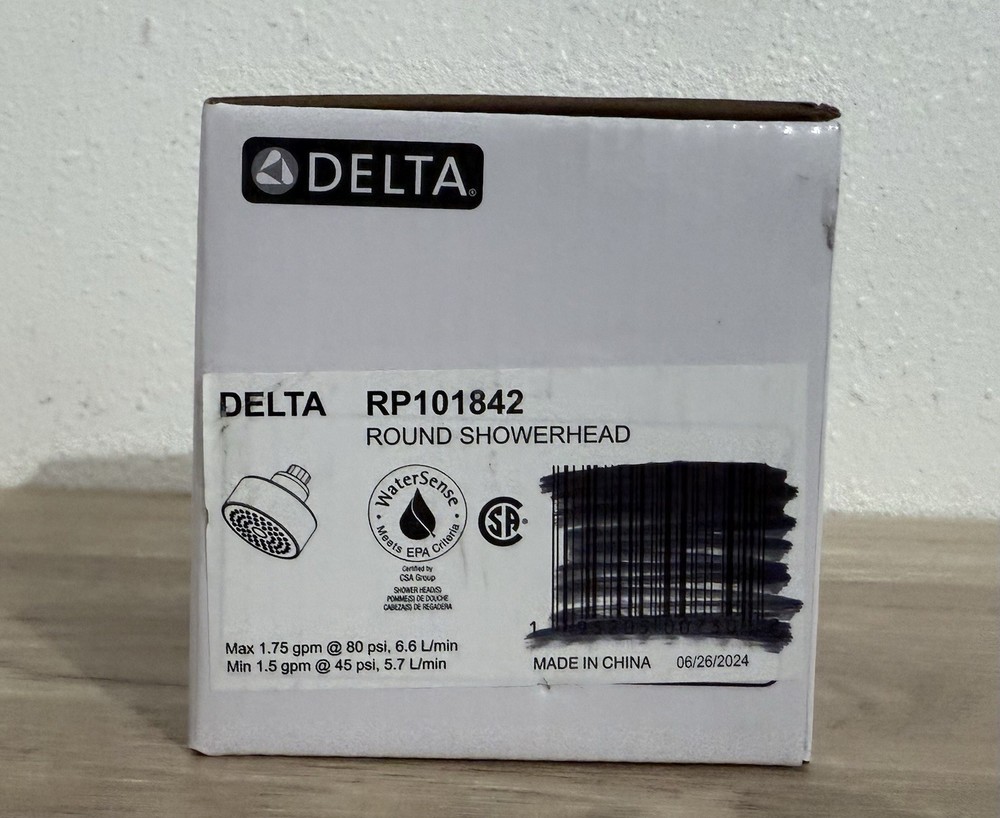 DELTA®
DELTA RP101842
ROUND SHOWERHEAD
WaterSense
Meets EPA Criteria
Certified by
CSA Group
SHOWER HEAD(S)
POMME(S) DE DOUCHE
CABEZA(S) DE REGADERA
SA
Max 1.75 gpm @ 80 psi, 6.6 L/min
Min 1.5 gpm @ 45 psi, 5.7 L/min
1
MADE IN CHINA 06/26/2024